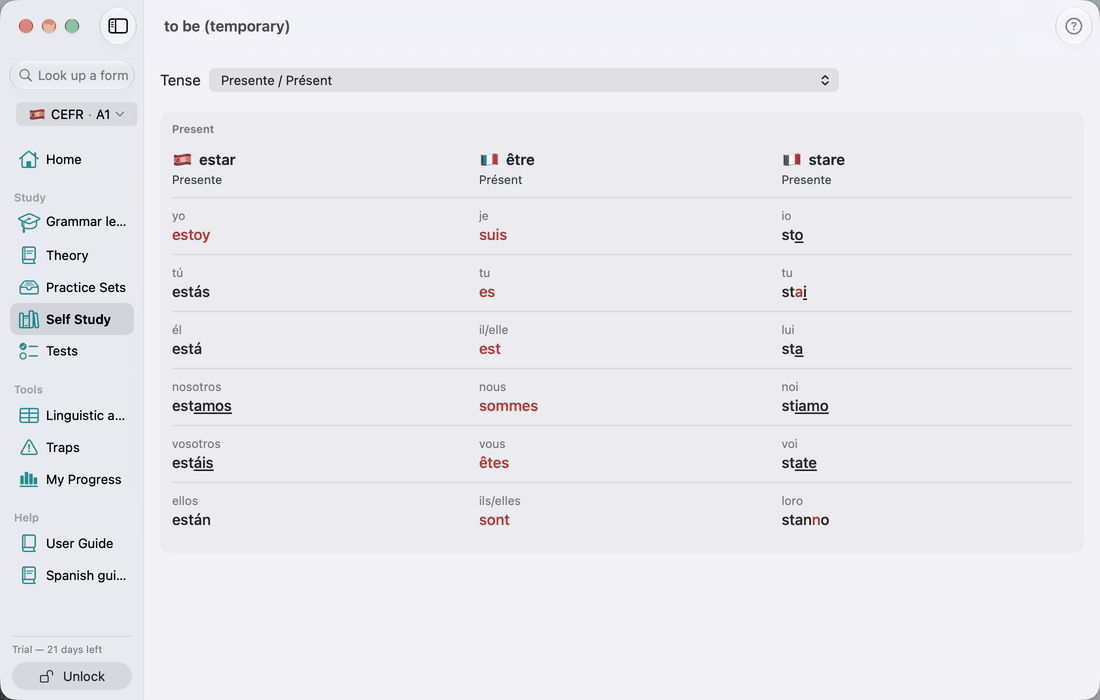 to be (temporary)
Look up a form
CEFR · A1
Home
Study
Grammar le...
Theory
Practice Sets
Self Study
Tests
Tools
Linguistic a...
Traps
My Progress
Help
User Guide
Spanish gui...
Trial — 21 days left
Unlock
Tense Presente / Présent
Present
estar être stare
Presente Présent Presente
yo je io
estoy suis sto
tú tu tu
estás es stai
él il/elle lui
está est sta
nosotros nous noi
estamos sommes stiamo
vosotros vous voi
estáis êtes state
ellos ils/elles loro
están sont stanno
?